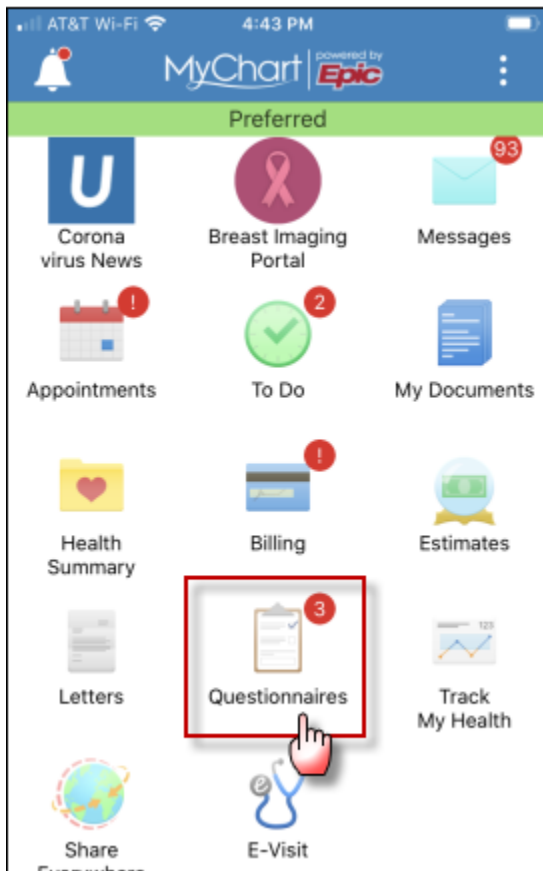 AT&T Wi-Fi 4:43 PM
MyChart powered by Epic
Preferred
U 93
Corona Breast Imaging Messages
virus News Portal
! 2
Appointments To Do My Documents
!
Health Billing Estimates
Summary
3 123
Letters Questionnaires Track
My Health
e
Share E-Visit
Everywhere